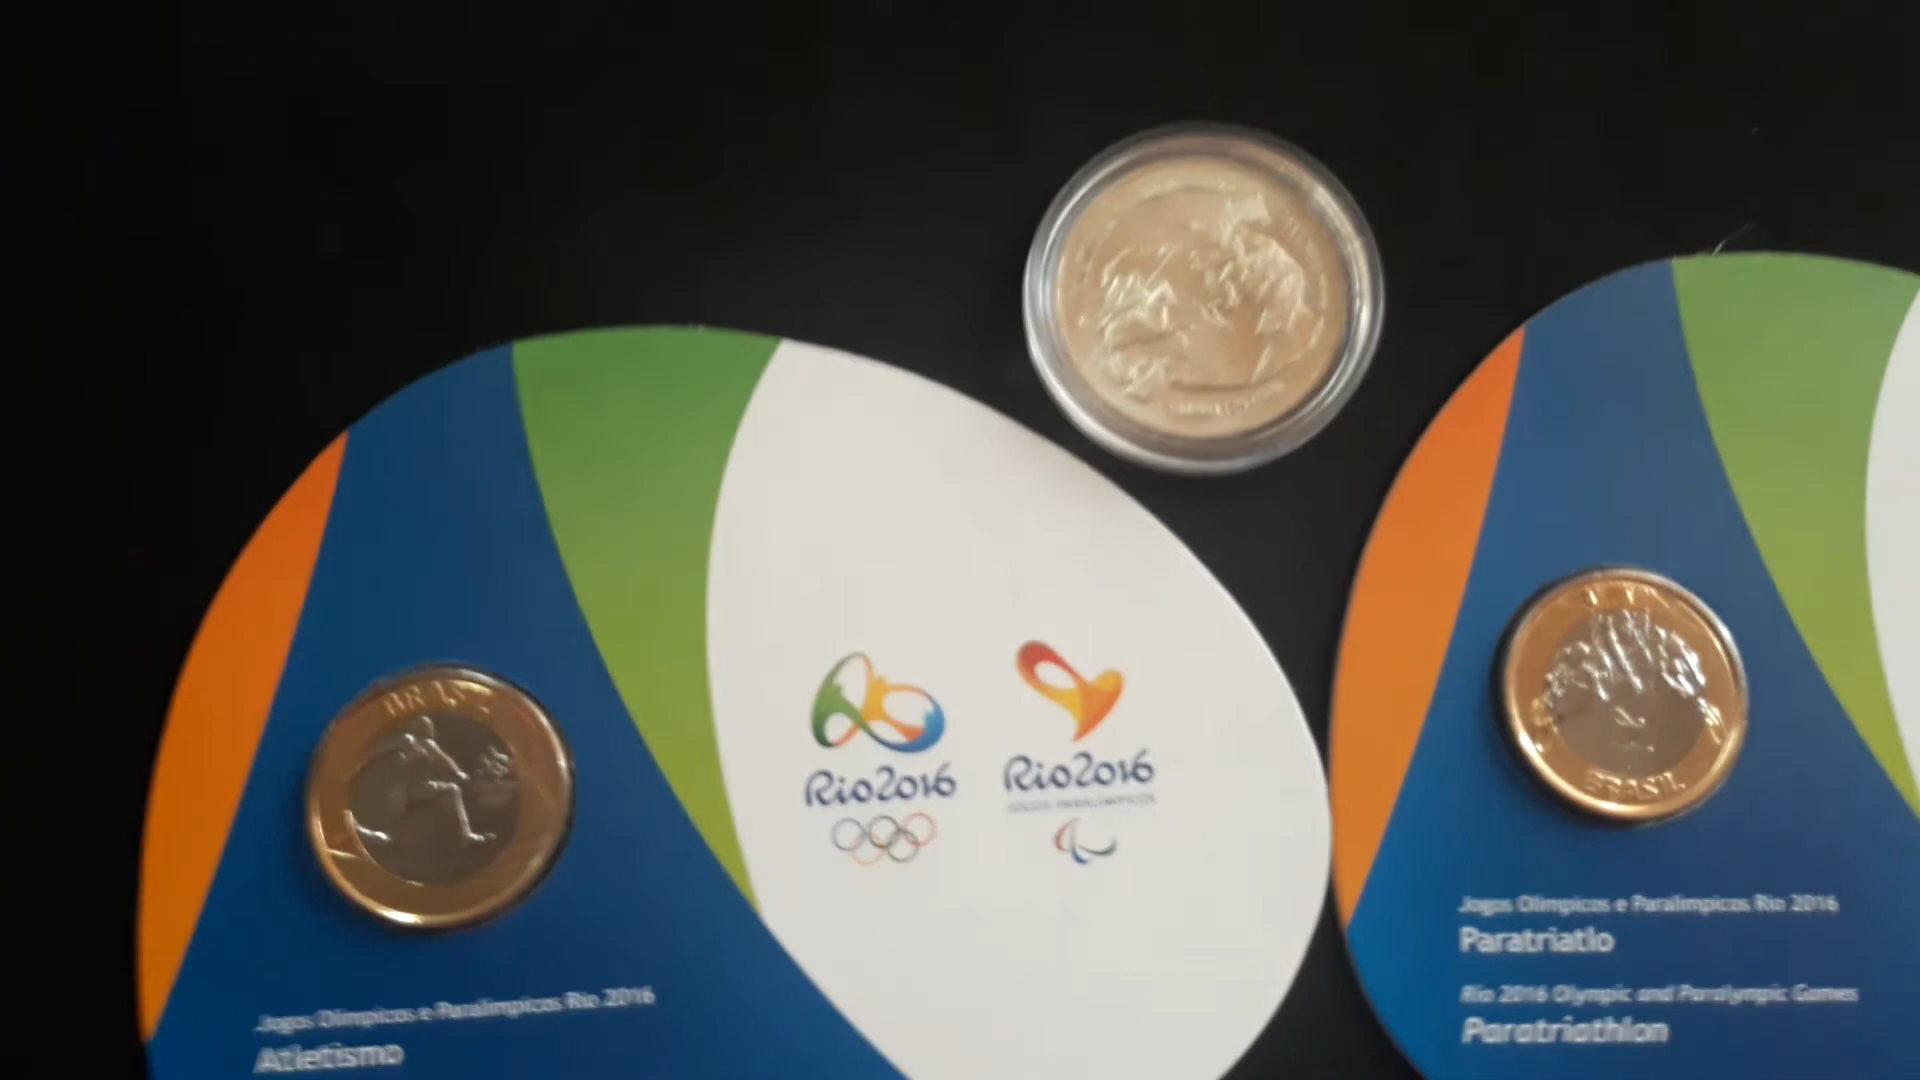 BRASIL
Rio2016
Rio2016
JOGOS PARALÍMPICOS
Jogos Olímpicos e Paralímpicos Rio 2016
Atletismo
BRASIL
Jogos Olímpicos e Paralímpicos Rio 2016
Paratriatlo
Rio 2016 Olympic and Paralympic Games
Paratriathlon